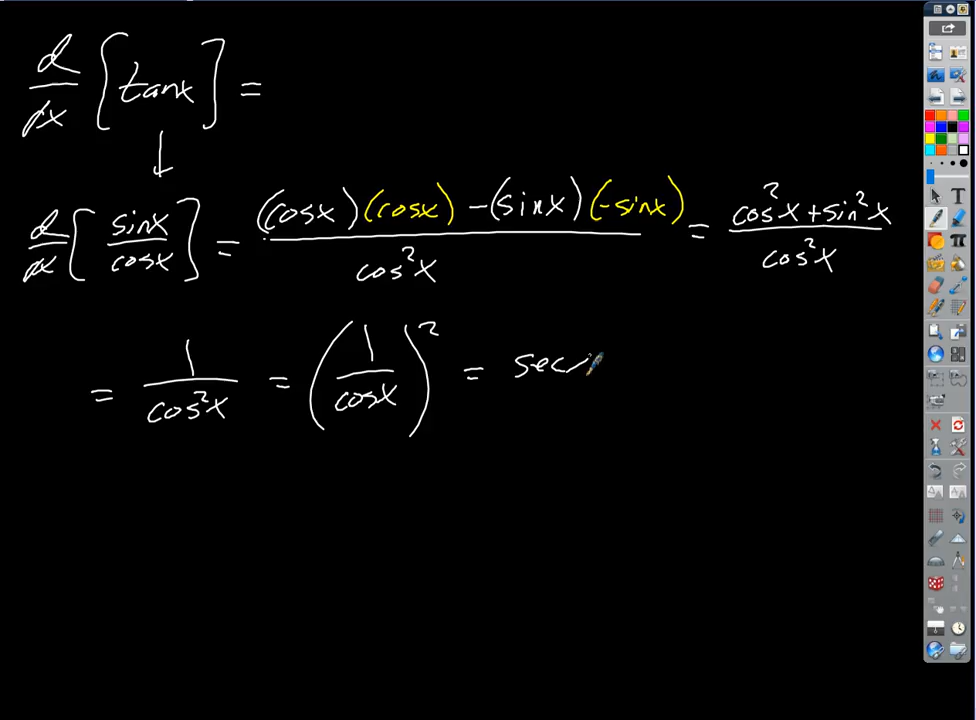 d/dx [tanx] =
↓
d/dx [sinx/cosx] = ((cosx)(cosx) - (sinx)(-sinx))/cos²x = (cos²x + sin²x)/cos²x
= 1/cos²x = (1/cosx)² = sec